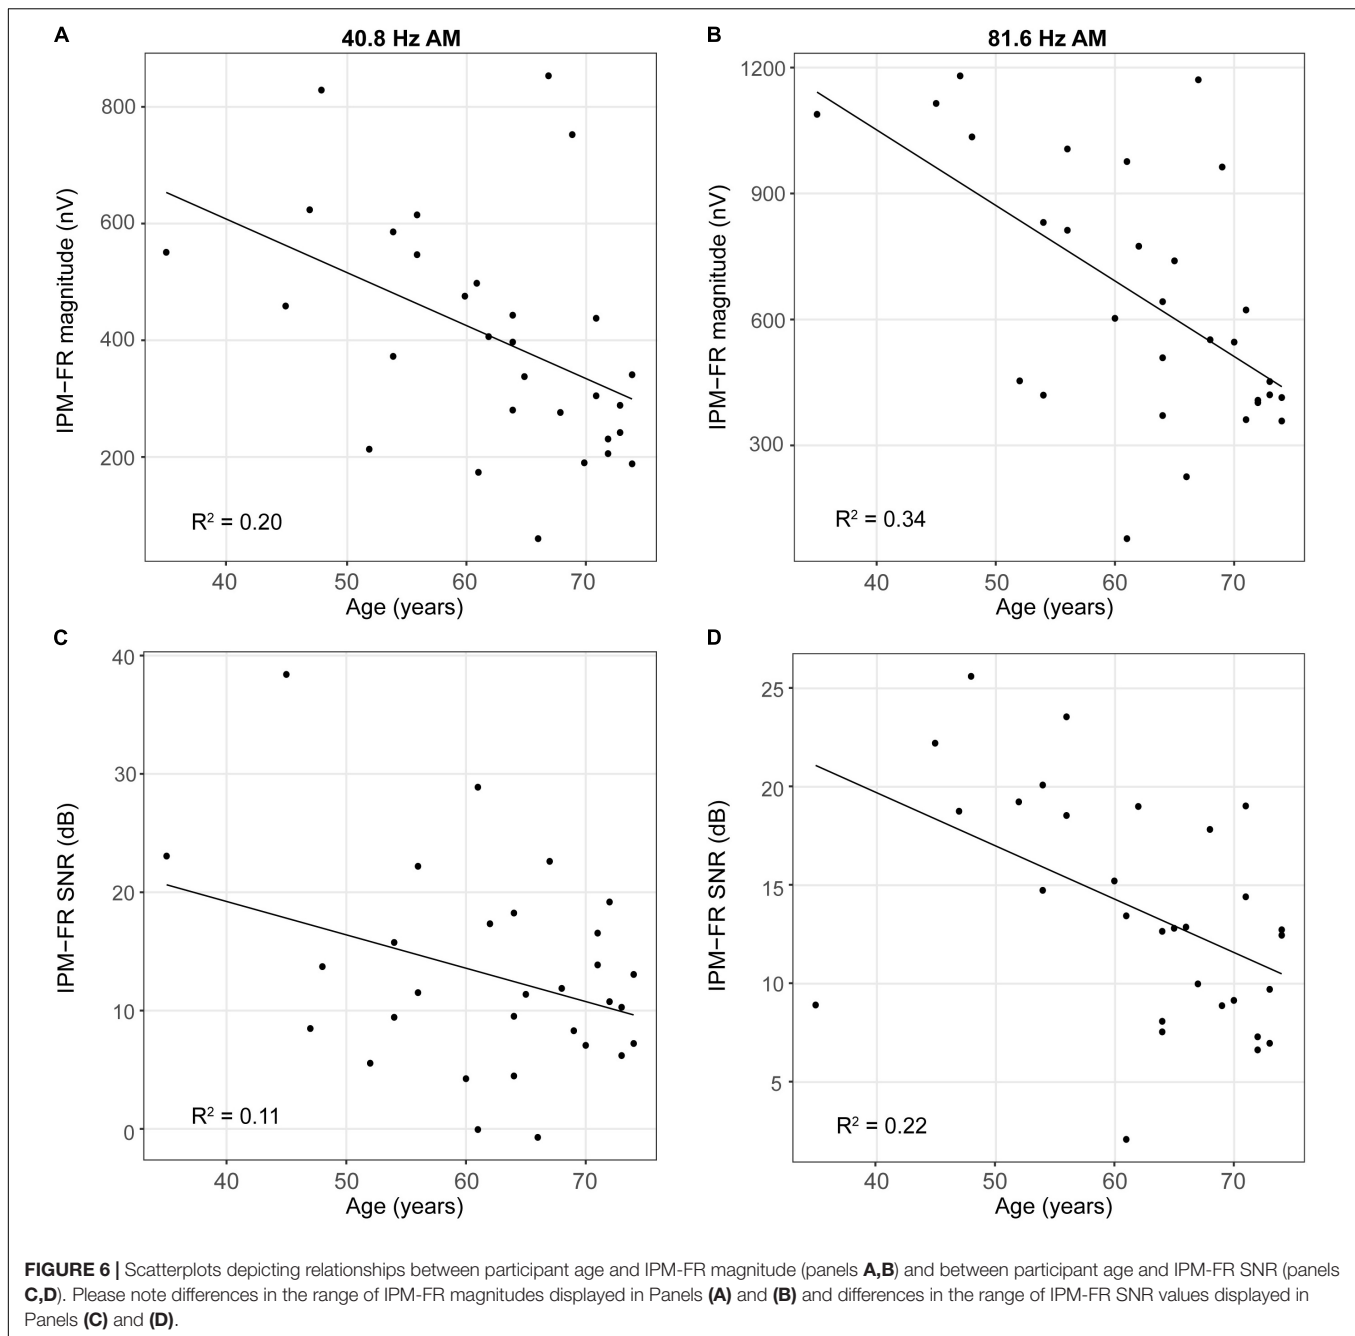 A
40.8 Hz AM
IPM−FR magnitude (nV)
800
600
400
200
R² = 0.20
40 50 60 70
Age (years)
B
81.6 Hz AM
IPM−FR magnitude (nV)
1200
900
600
300
R² = 0.34
40 50 60 70
Age (years)
C
IPM−FR SNR (dB)
40
30
20
10
0
R² = 0.11
40 50 60 70
Age (years)
D
IPM−FR SNR (dB)
25
20
15
10
5
R² = 0.22
40 50 60 70
Age (years)
FIGURE 6 | Scatterplots depicting relationships between participant age and IPM-FR magnitude (panels A,B) and between participant age and IPM-FR SNR (panels
C,D). Please note differences in the range of IPM-FR magnitudes displayed in Panels (A) and (B) and differences in the range of IPM-FR SNR values displayed in
Panels (C) and (D).